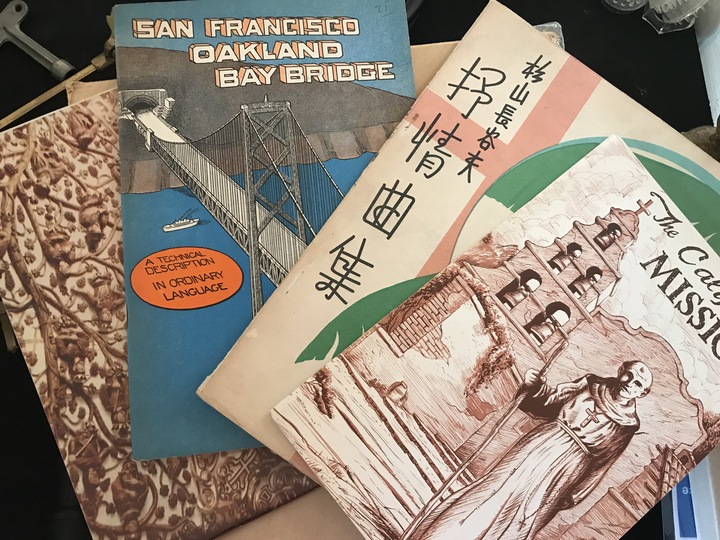 SAN FRANCISCO
OAKLAND
BAY BRIDGE
A TECHNICAL
DESCRIPTION
IN ORDINARY
LANGUAGE
杉山長谷夫
抒情曲集
The
MISSIO